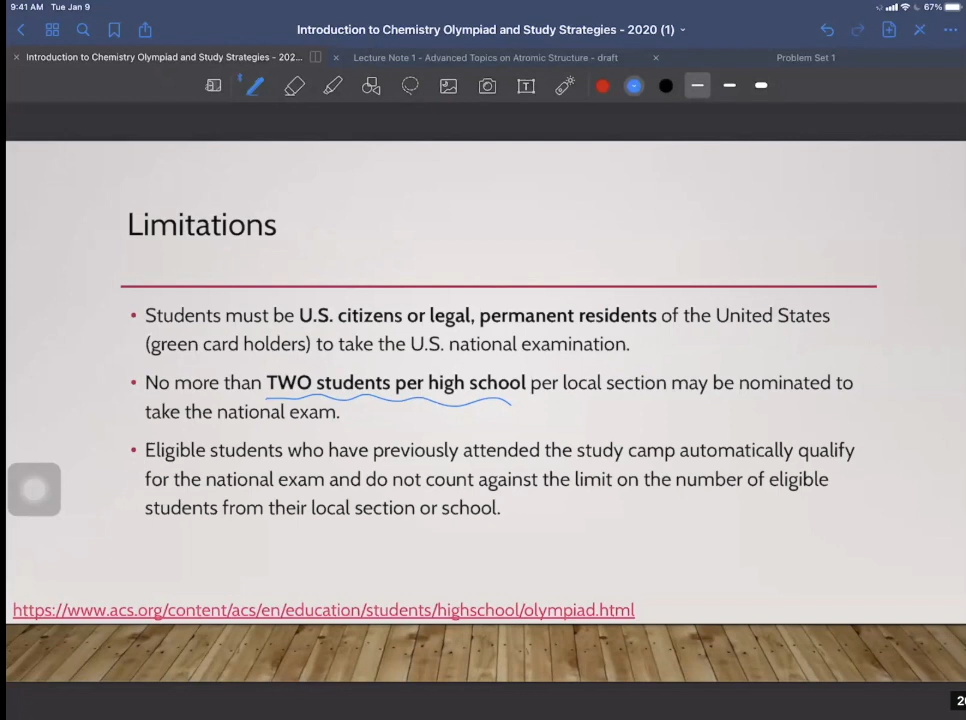 9:41 AM Tue Jan 9
67%
Introduction to Chemistry Olympiad and Study Strategies - 2020 (1)
Introduction to Chemistry Olympiad and Study Strategies - 202...
Lecture Note 1 - Advanced Topics on Atromic Structure - draft
Problem Set 1
Limitations
• Students must be U.S. citizens or legal, permanent residents of the United States
(green card holders) to take the U.S. national examination.
• No more than TWO students per high school per local section may be nominated to
take the national exam.
• Eligible students who have previously attended the study camp automatically qualify
for the national exam and do not count against the limit on the number of eligible
students from their local section or school.
https://www.acs.org/content/acs/en/education/students/highschool/olympiad.html